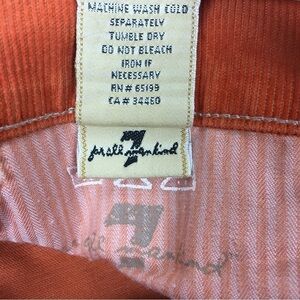 MACHINE WASH COLD
SEPARATELY
TUMBLE DRY
DO NOT BLEACH
IRON IF
NECESSARY
RN# 65199
CA# 34460
7
for all mankind
7
all mankind